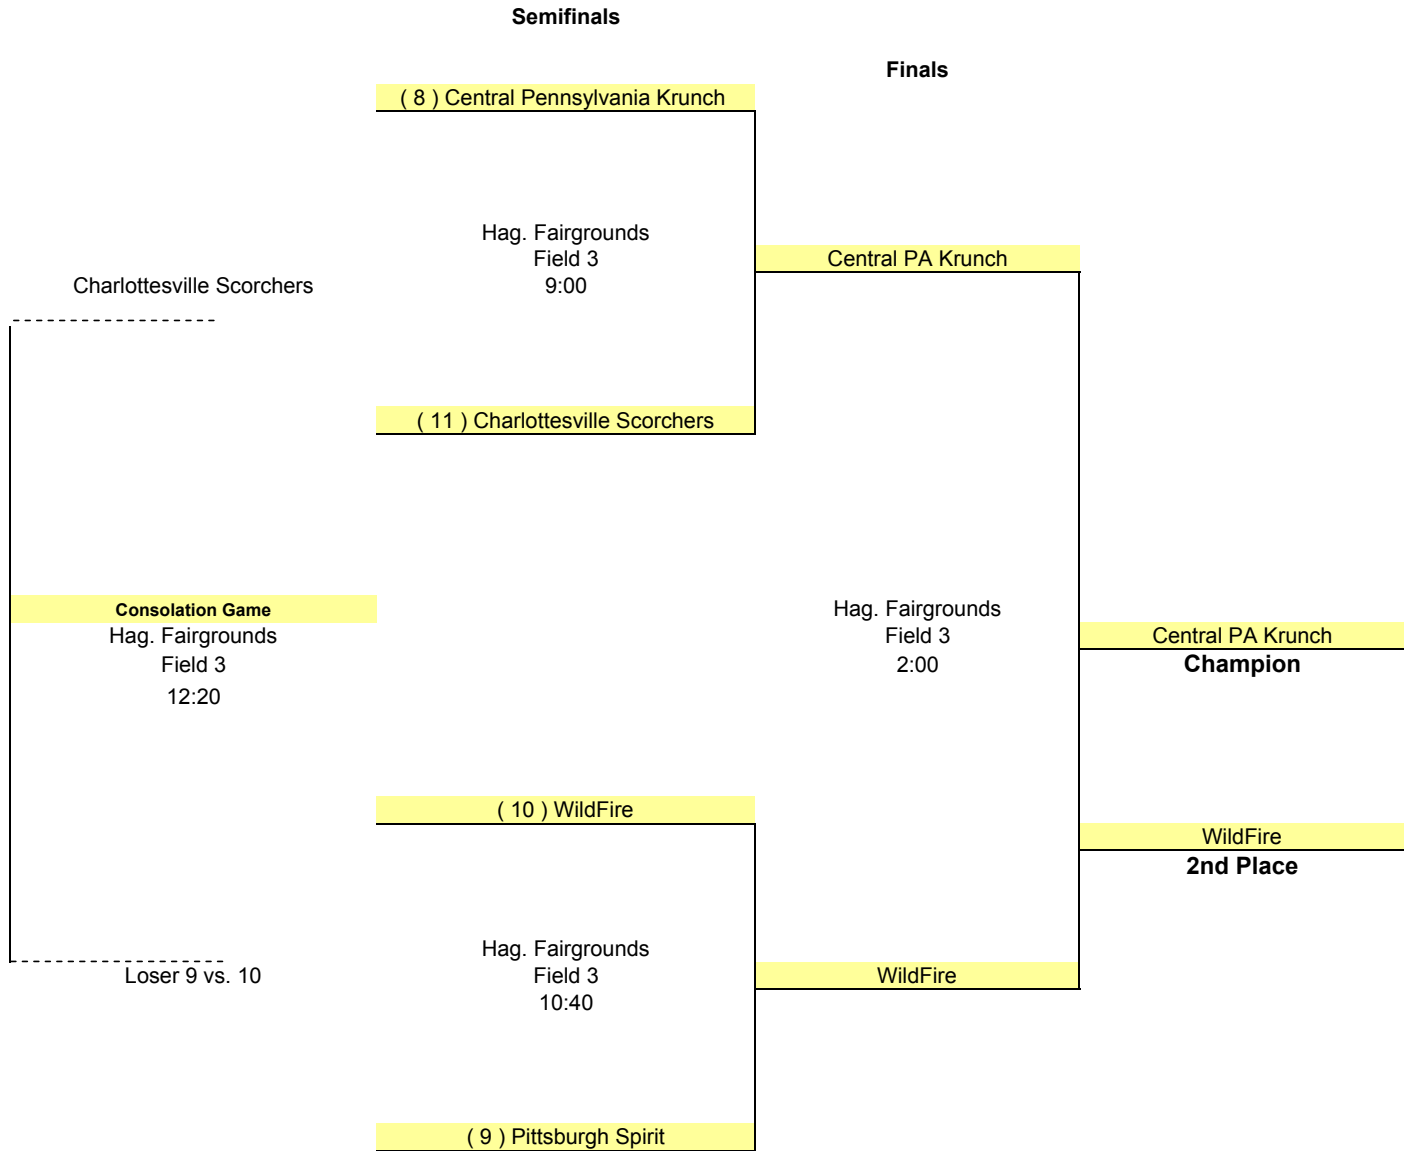 Semifinals
Finals
( 8 ) Central Pennsylvania Krunch
Hag. Fairgrounds
Field 3
9:00
Central PA Krunch
Charlottesville Scorchers
( 11 ) Charlottesville Scorchers
Consolation Game
Hag. Fairgrounds
Field 3
12:20
Hag. Fairgrounds
Field 3
2:00
Central PA Krunch
Champion
( 10 ) WildFire
WildFire
2nd Place
Hag. Fairgrounds
Field 3
10:40
Loser 9 vs. 10
WildFire
( 9 ) Pittsburgh Spirit